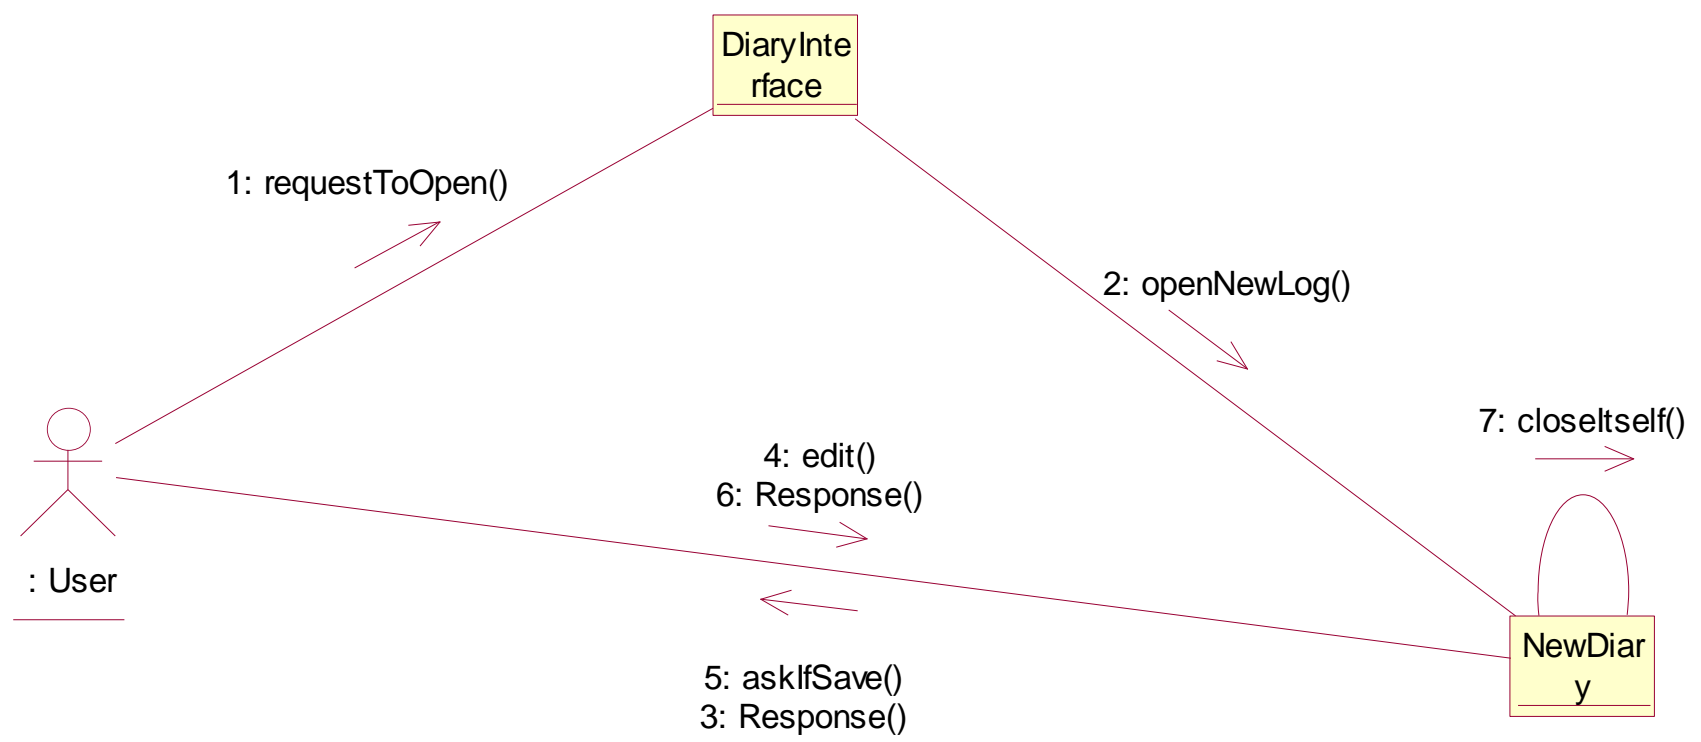 DiaryInte
rface
1: requestToOpen()
2: openNewLog()
7: closeItself()
4: edit()
6: Response()
: User
NewDiar
y
5: askIfSave()
3: Response()